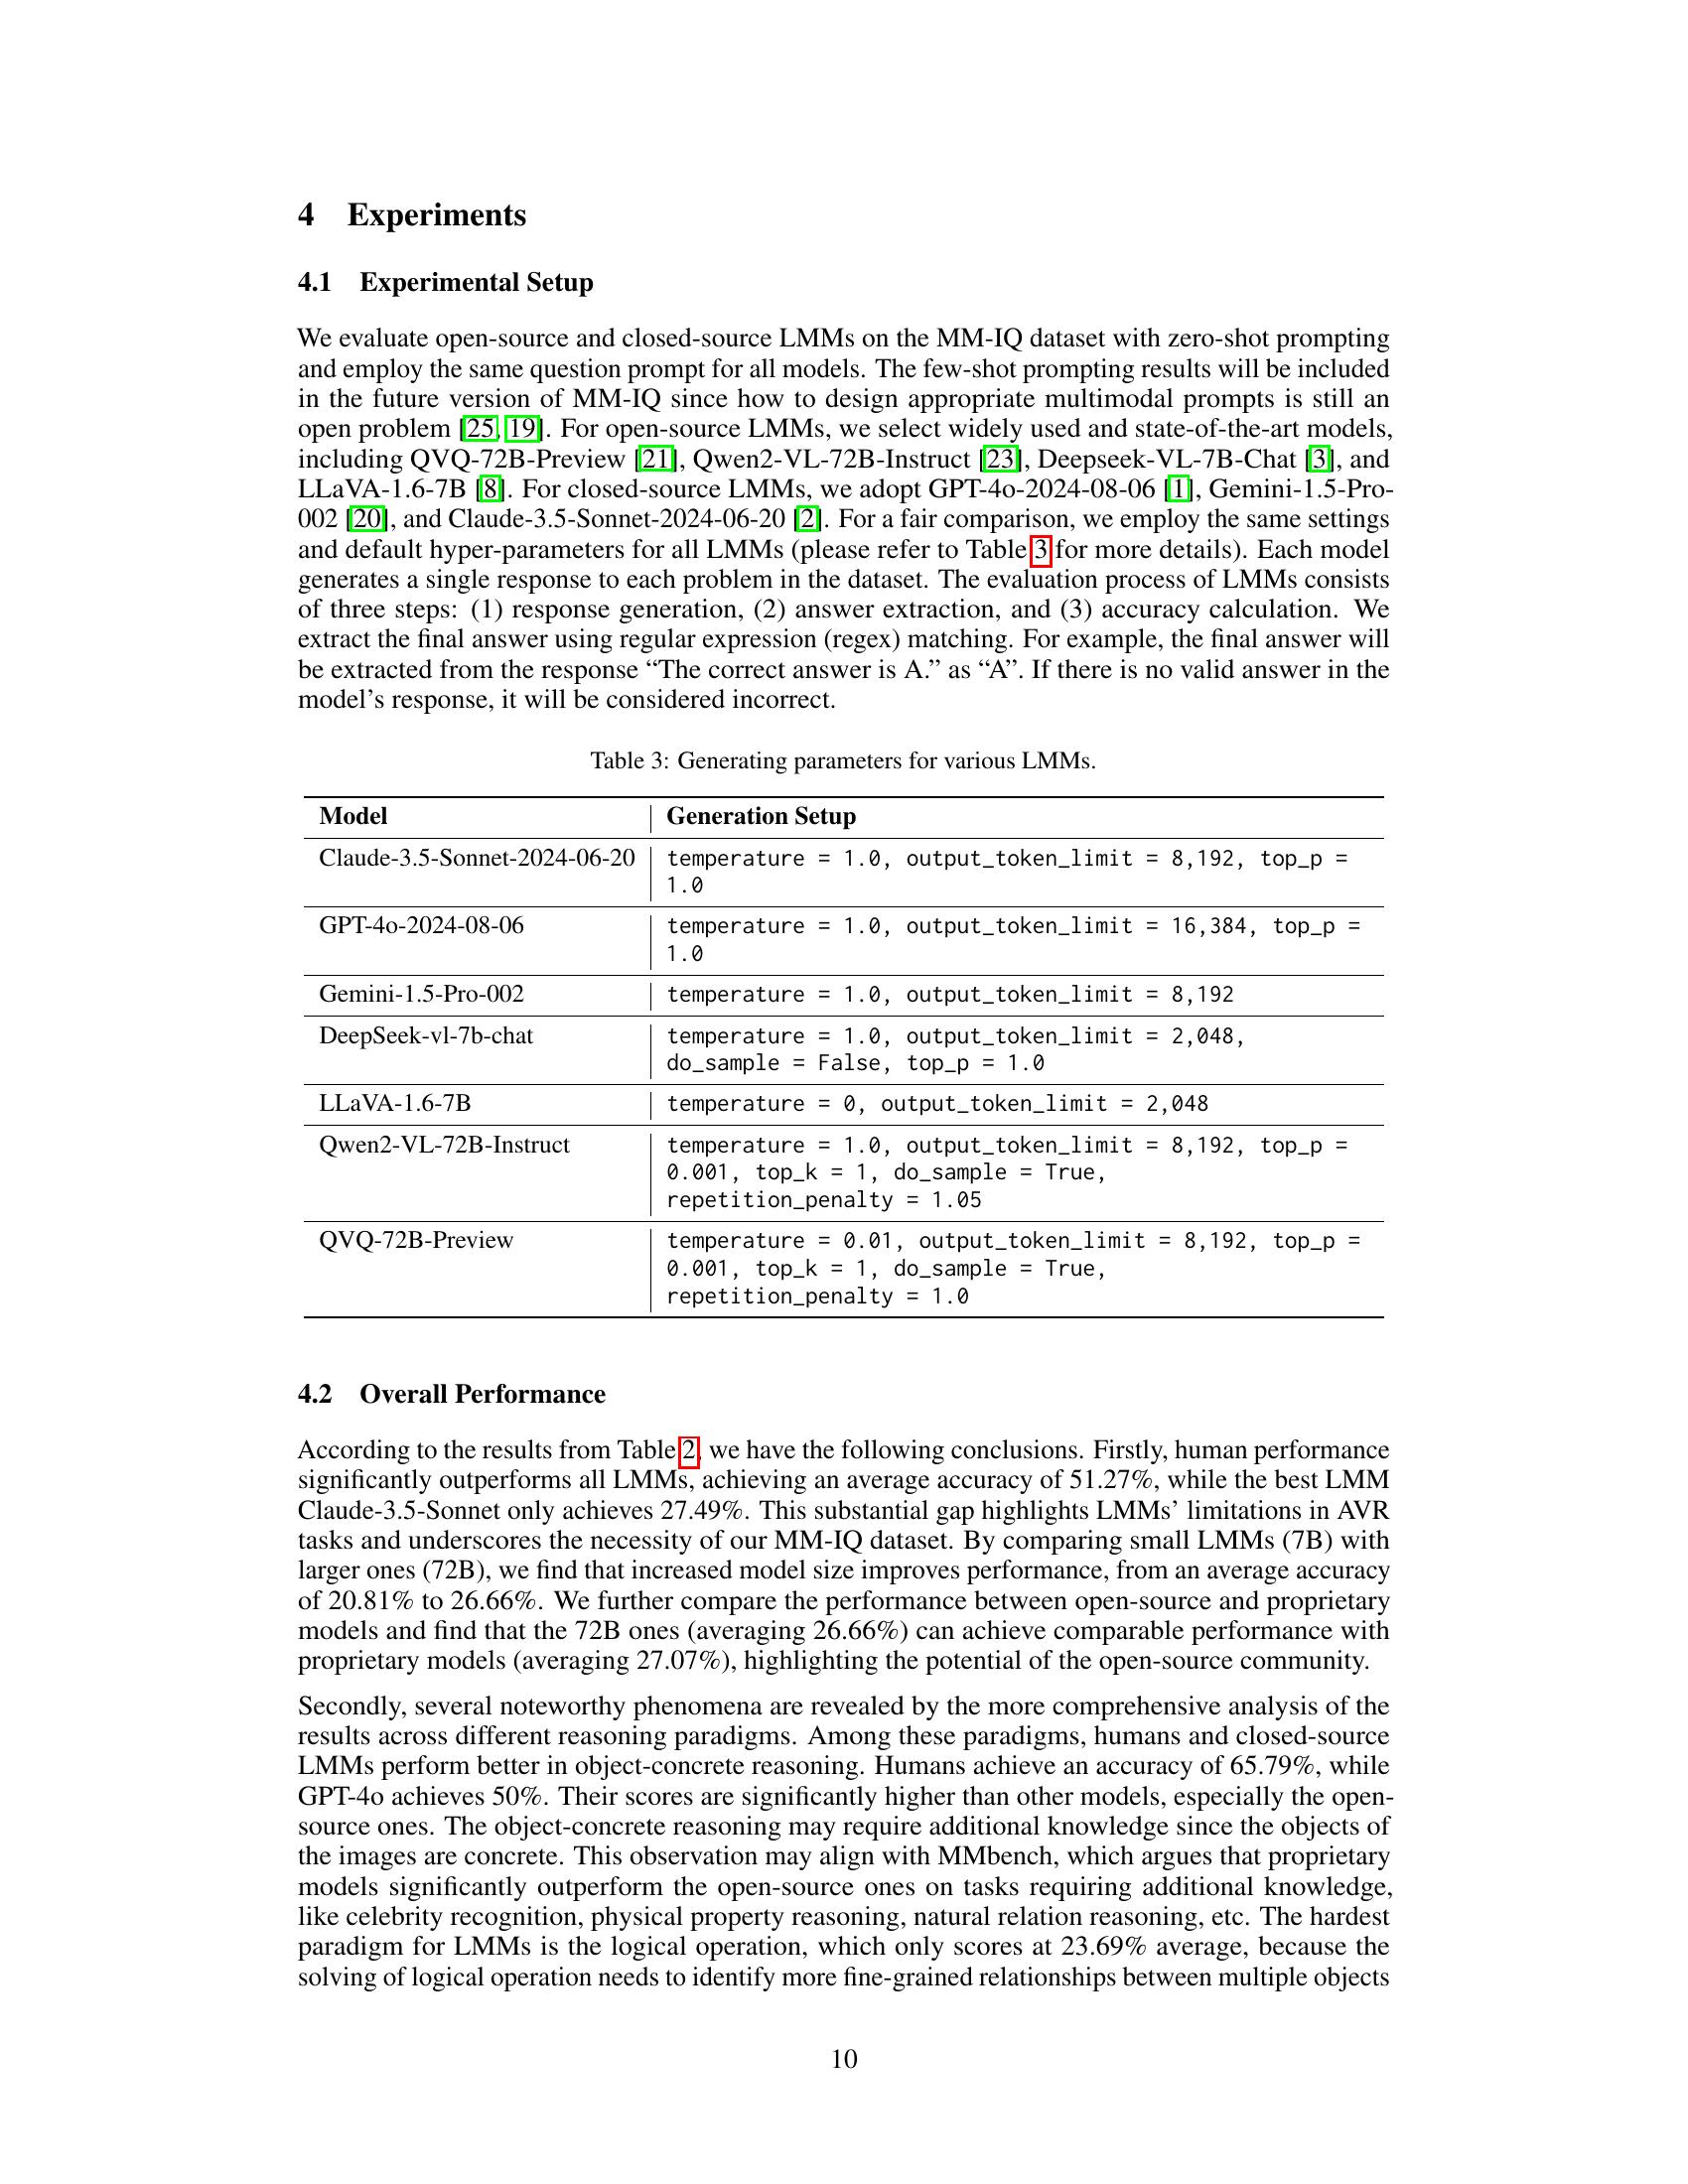 4 Experiments
4.1 Experimental Setup
We evaluate open-source and closed-source LMMs on the MM-IQ dataset with zero-shot prompting
and employ the same question prompt for all models. The few-shot prompting results will be included
in the future version of MM-IQ since how to design appropriate multimodal prompts is still an
open problem [25, 19]. For open-source LMMs, we select widely used and state-of-the-art models,
including QVQ-72B-Preview [21], Qwen2-VL-72B-Instruct [23], Deepseek-VL-7B-Chat [3], and
LLaVA-1.6-7B [8]. For closed-source LMMs, we adopt GPT-4o-2024-08-06 [1], Gemini-1.5-Pro-
002 [20], and Claude-3.5-Sonnet-2024-06-20 [2]. For a fair comparison, we employ the same settings
and default hyper-parameters for all LMMs (please refer to Table 3 for more details). Each model
generates a single response to each problem in the dataset. The evaluation process of LMMs consists
of three steps: (1) response generation, (2) answer extraction, and (3) accuracy calculation. We
extract the final answer using regular expression (regex) matching. For example, the final answer will
be extracted from the response “The correct answer is A.” as “A”. If there is no valid answer in the
model’s response, it will be considered incorrect.
Table 3: Generating parameters for various LMMs.
Model Generation Setup
Claude-3.5-Sonnet-2024-06-20 temperature = 1.0, output_token_limit = 8,192, top_p =
1.0
GPT-4o-2024-08-06 temperature = 1.0, output_token_limit = 16,384, top_p =
1.0
Gemini-1.5-Pro-002 temperature = 1.0, output_token_limit = 8,192
DeepSeek-vl-7b-chat temperature = 1.0, output_token_limit = 2,048,
do_sample = False, top_p = 1.0
LLaVA-1.6-7B temperature = 0, output_token_limit = 2,048
Qwen2-VL-72B-Instruct temperature = 1.0, output_token_limit = 8,192, top_p =
0.001, top_k = 1, do_sample = True,
repetition_penalty = 1.05
QVQ-72B-Preview temperature = 0.01, output_token_limit = 8,192, top_p =
0.001, top_k = 1, do_sample = True,
repetition_penalty = 1.0
4.2 Overall Performance
According to the results from Table 2, we have the following conclusions. Firstly, human performance
significantly outperforms all LMMs, achieving an average accuracy of 51.27%, while the best LMM
Claude-3.5-Sonnet only achieves 27.49%. This substantial gap highlights LMMs’ limitations in AVR
tasks and underscores the necessity of our MM-IQ dataset. By comparing small LMMs (7B) with
larger ones (72B), we find that increased model size improves performance, from an average accuracy
of 20.81% to 26.66%. We further compare the performance between open-source and proprietary
models and find that the 72B ones (averaging 26.66%) can achieve comparable performance with
proprietary models (averaging 27.07%), highlighting the potential of the open-source community.
Secondly, several noteworthy phenomena are revealed by the more comprehensive analysis of the
results across different reasoning paradigms. Among these paradigms, humans and closed-source
LMMs perform better in object-concrete reasoning. Humans achieve an accuracy of 65.79%, while
GPT-4o achieves 50%. Their scores are significantly higher than other models, especially the open-
source ones. The object-concrete reasoning may require additional knowledge since the objects of
the images are concrete. This observation may align with MMbench, which argues that proprietary
models significantly outperform the open-source ones on tasks requiring additional knowledge,
like celebrity recognition, physical property reasoning, natural relation reasoning, etc. The hardest
paradigm for LMMs is the logical operation, which only scores at 23.69% average, because the
solving of logical operation needs to identify more fine-grained relationships between multiple objects
10